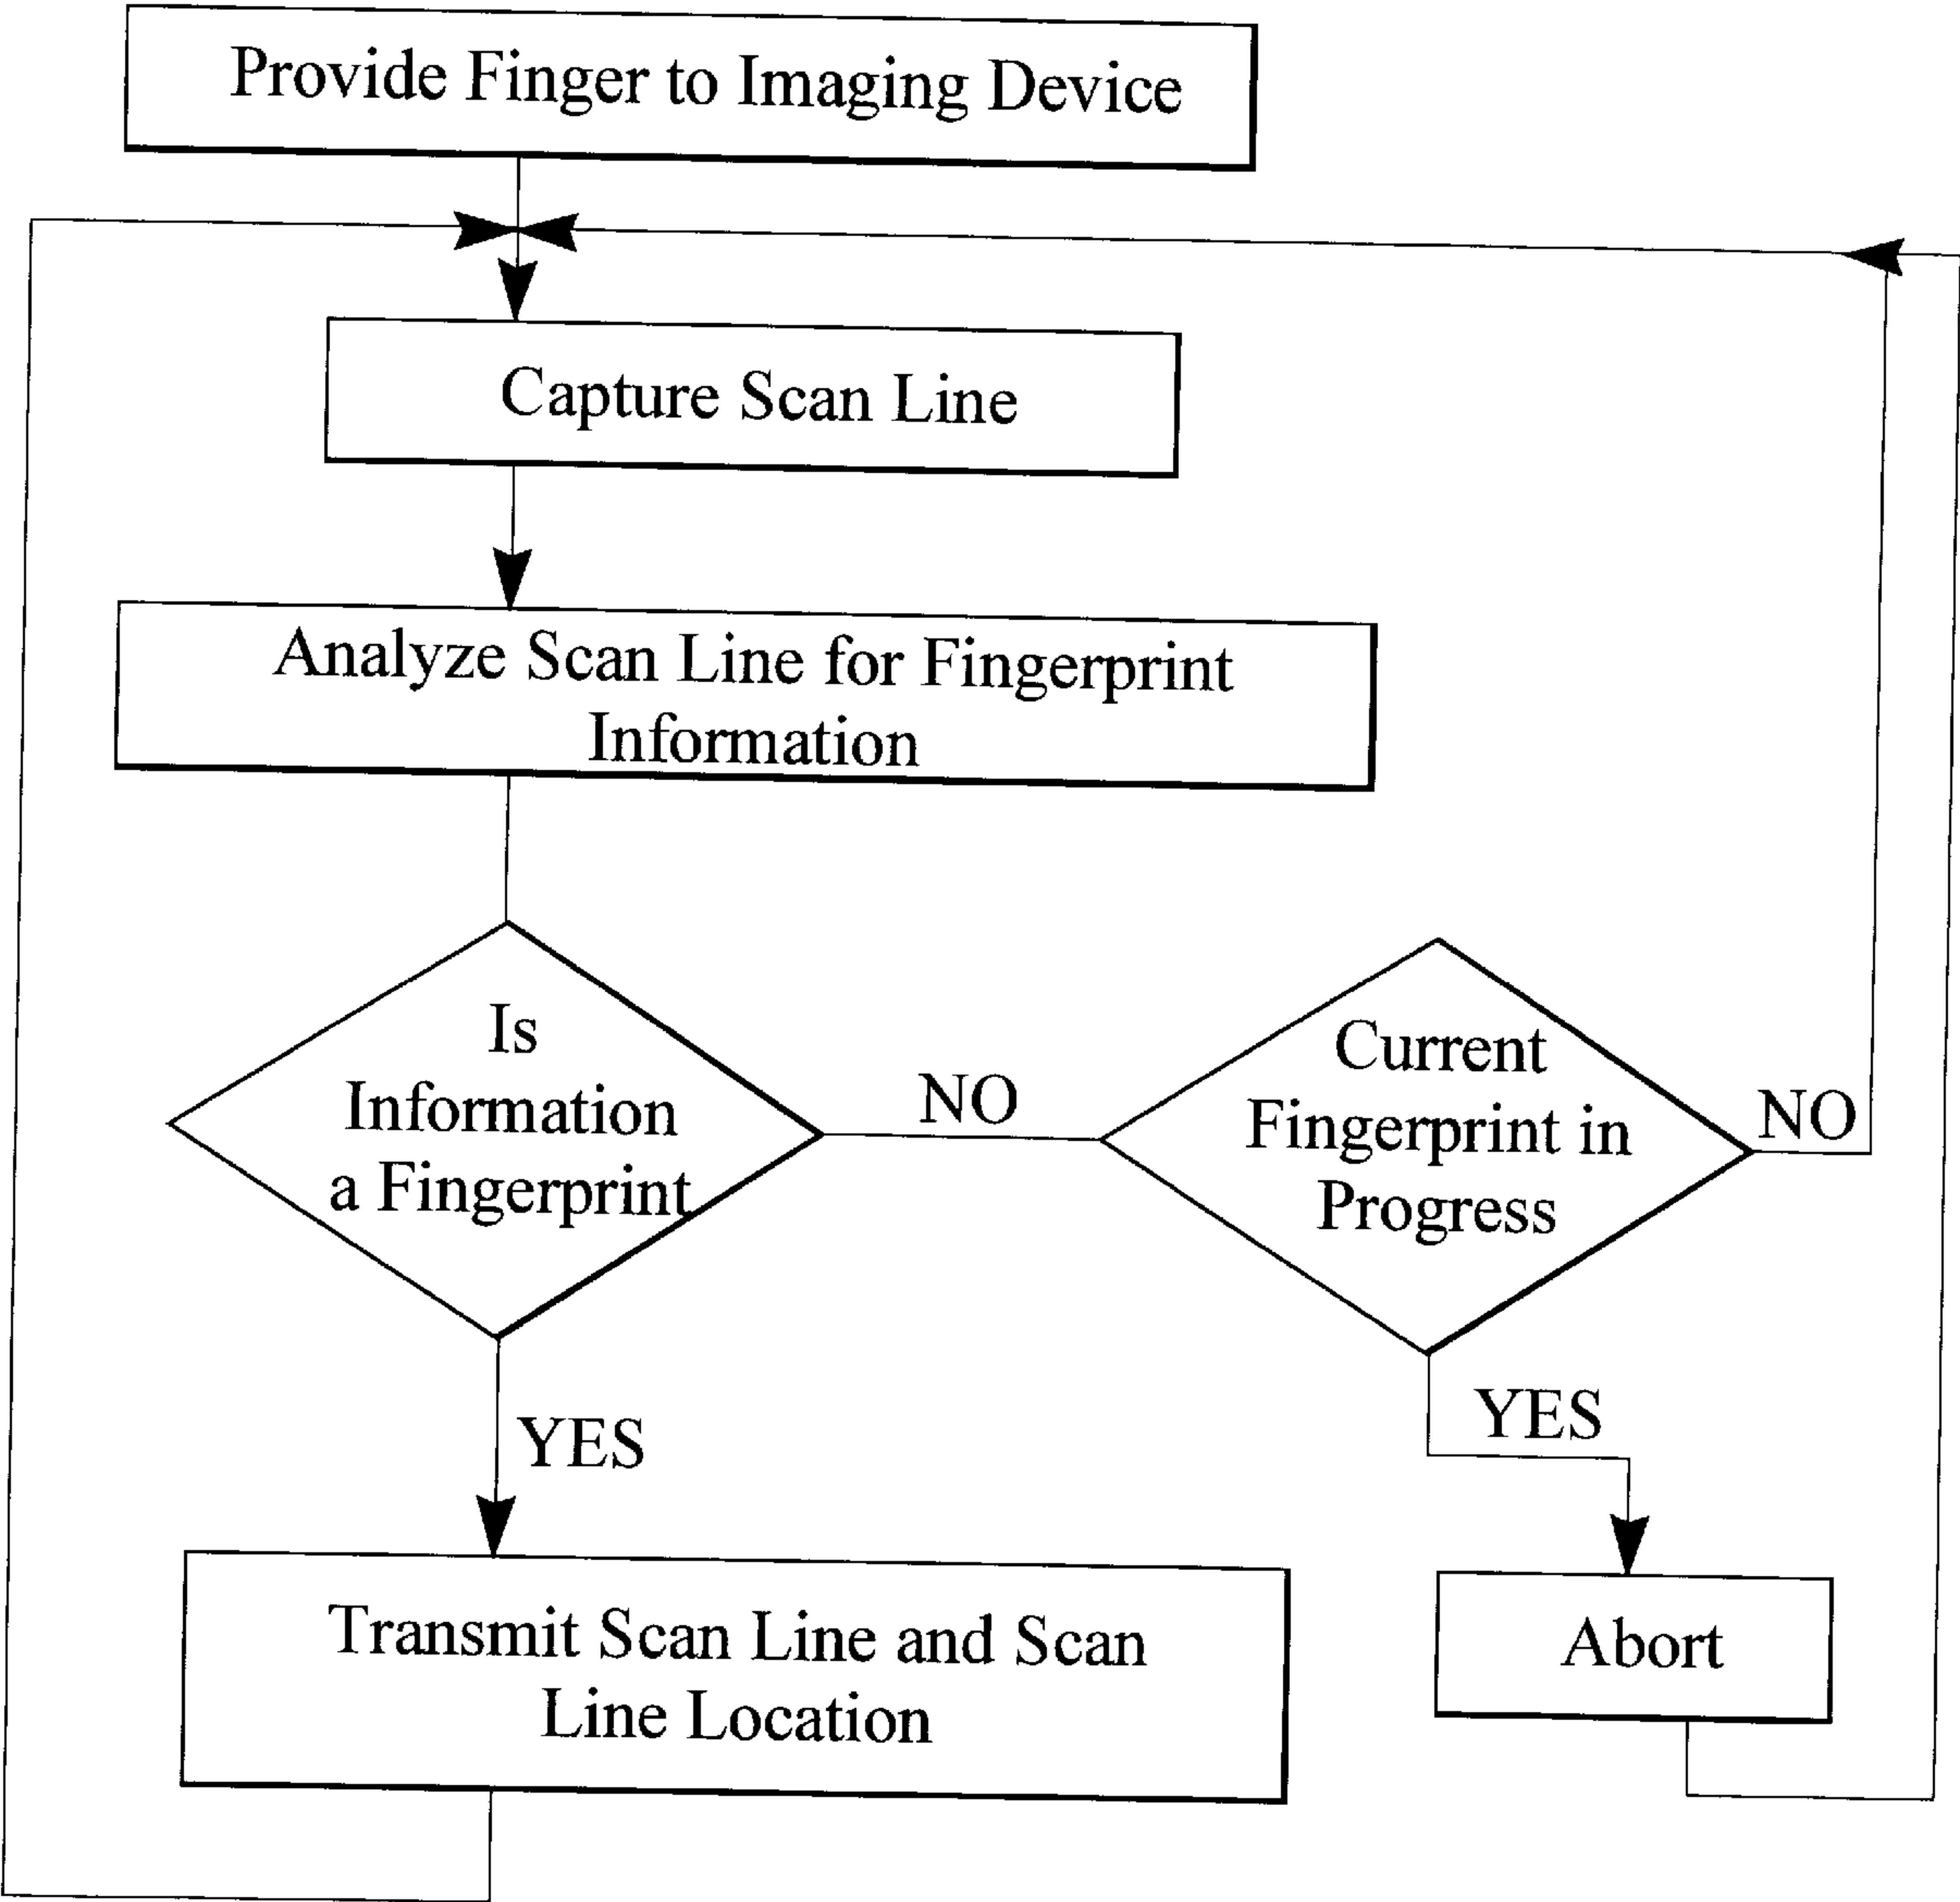 Provide Finger to Imaging Device
Capture Scan Line
Analyze Scan Line for Fingerprint
Information
Is
Information
a Fingerprint
NO
Current
Fingerprint in
Progress
NO
YES
YES
Transmit Scan Line and Scan
Line Location
Abort